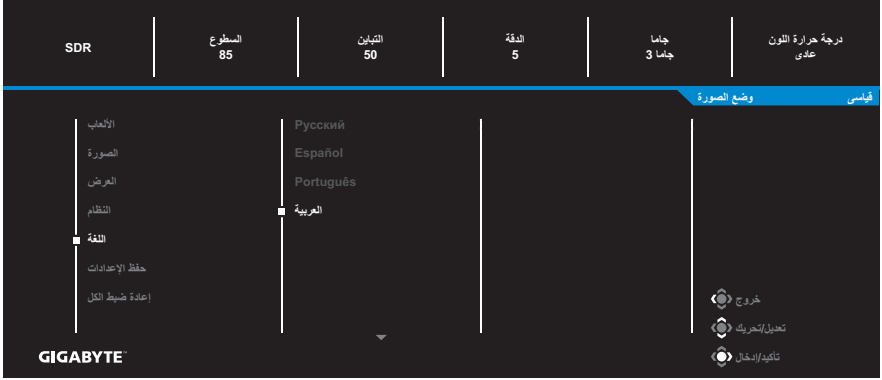 SDR
السطوع
85
التباين
50
الدقة
5
جاما
جاما 3
درجة حرارة اللون
عادى
وضع الصورة
قياسى
الألعاب
الصورة
العرض
النظام
اللغة
حفظ الإعدادات
إعادة ضبط الكل
Русский
Español
Português
العربية
خروج
تعديل/تحريك
تأكيد/إدخال
GIGABYTE™